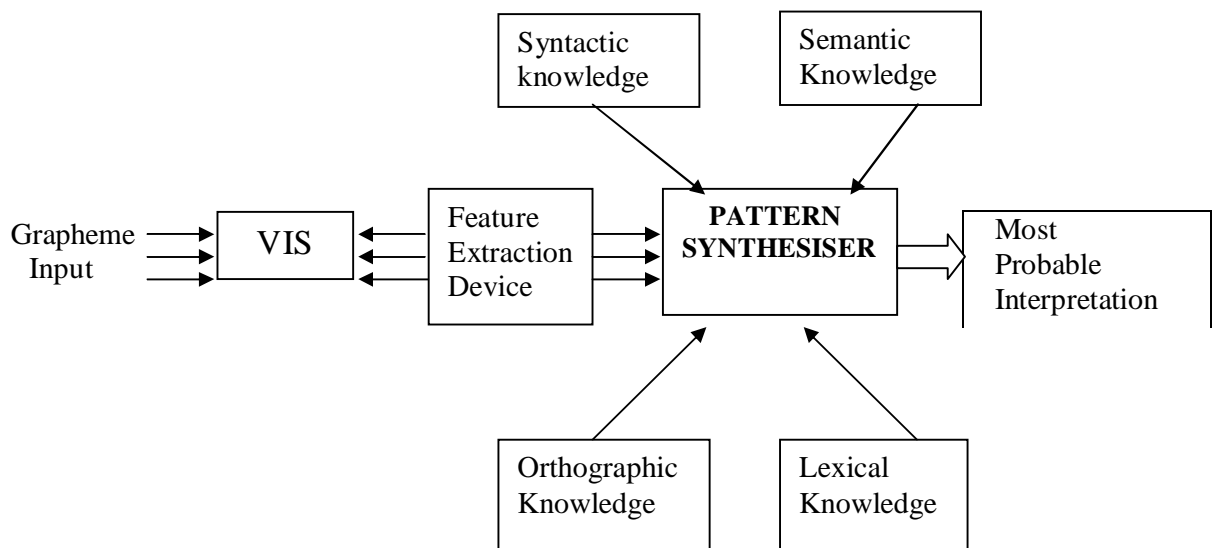 Syntactic
knowledge
Semantic
Knowledge
Grapheme
Input
VIS
Feature
Extraction
Device
PATTERN
SYNTHESISER
Most
Probable
Interpretation
Orthographic
Knowledge
Lexical
Knowledge